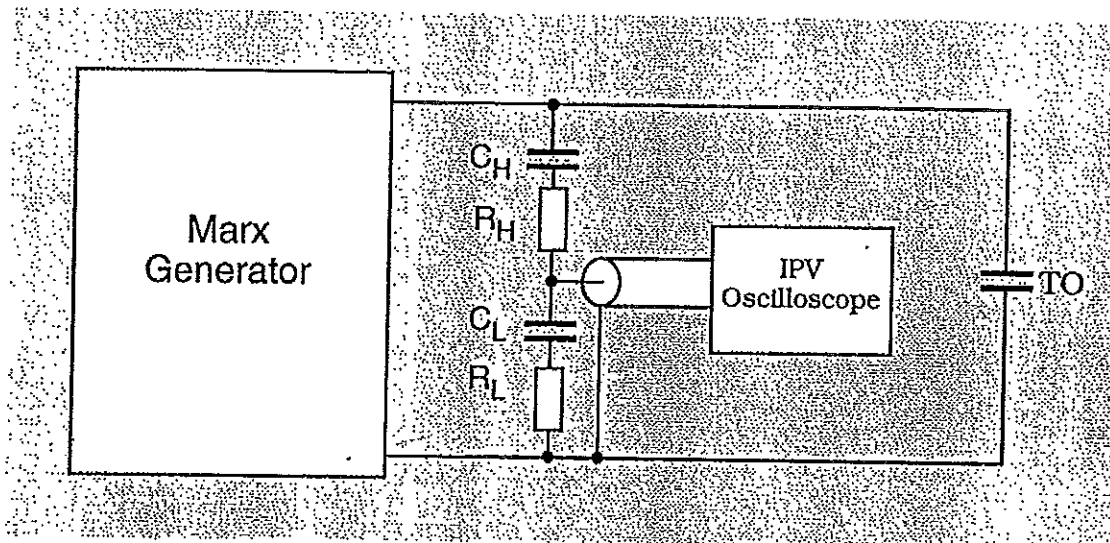 Marx
Generator
C_H
R_H
C_L
R_L
IPV
Oscilloscope
TO